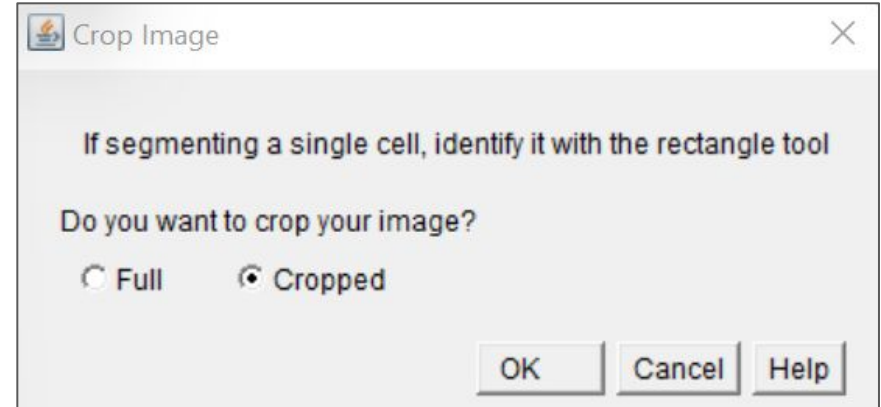 Crop Image
If segmenting a single cell, identify it with the rectangle tool
Do you want to crop your image?
Full Cropped
OK Cancel Help